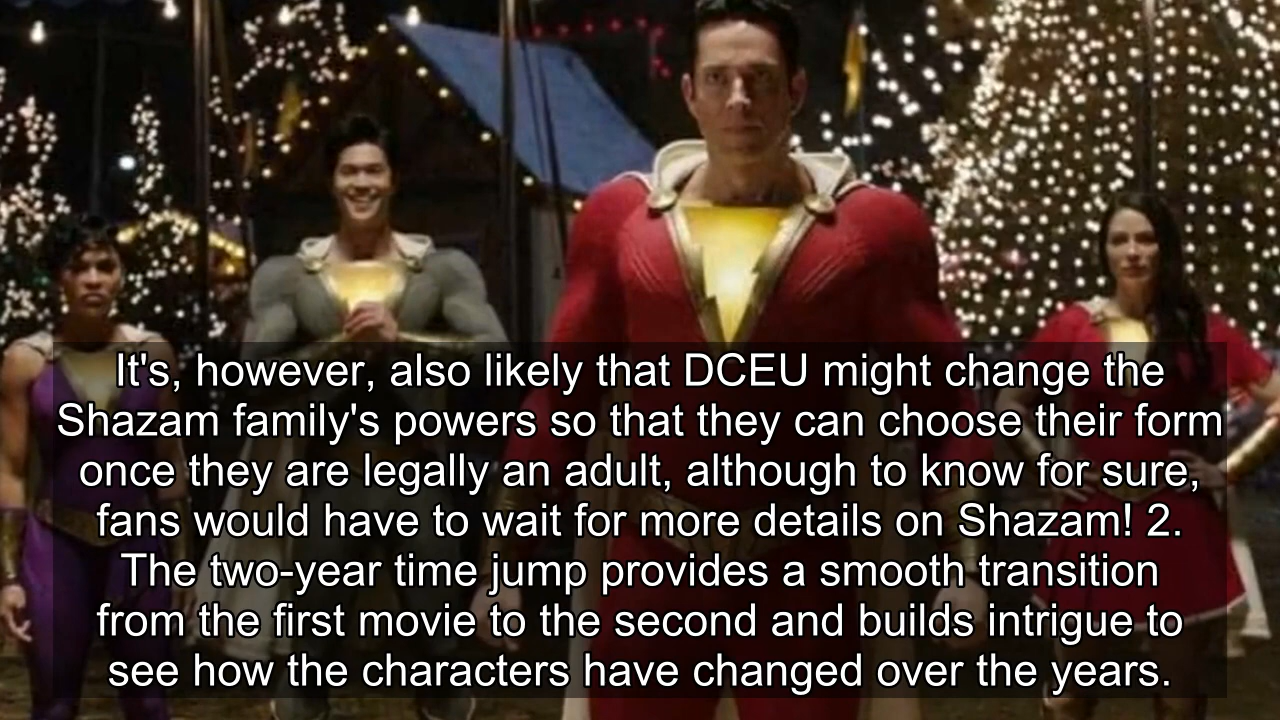 It's, however, also likely that DCEU might change the
Shazam family's powers so that they can choose their form
once they are legally an adult, although to know for sure,
fans would have to wait for more details on Shazam! 2.
The two-year time jump provides a smooth transition
from the first movie to the second and builds intrigue to
see how the characters have changed over the years.